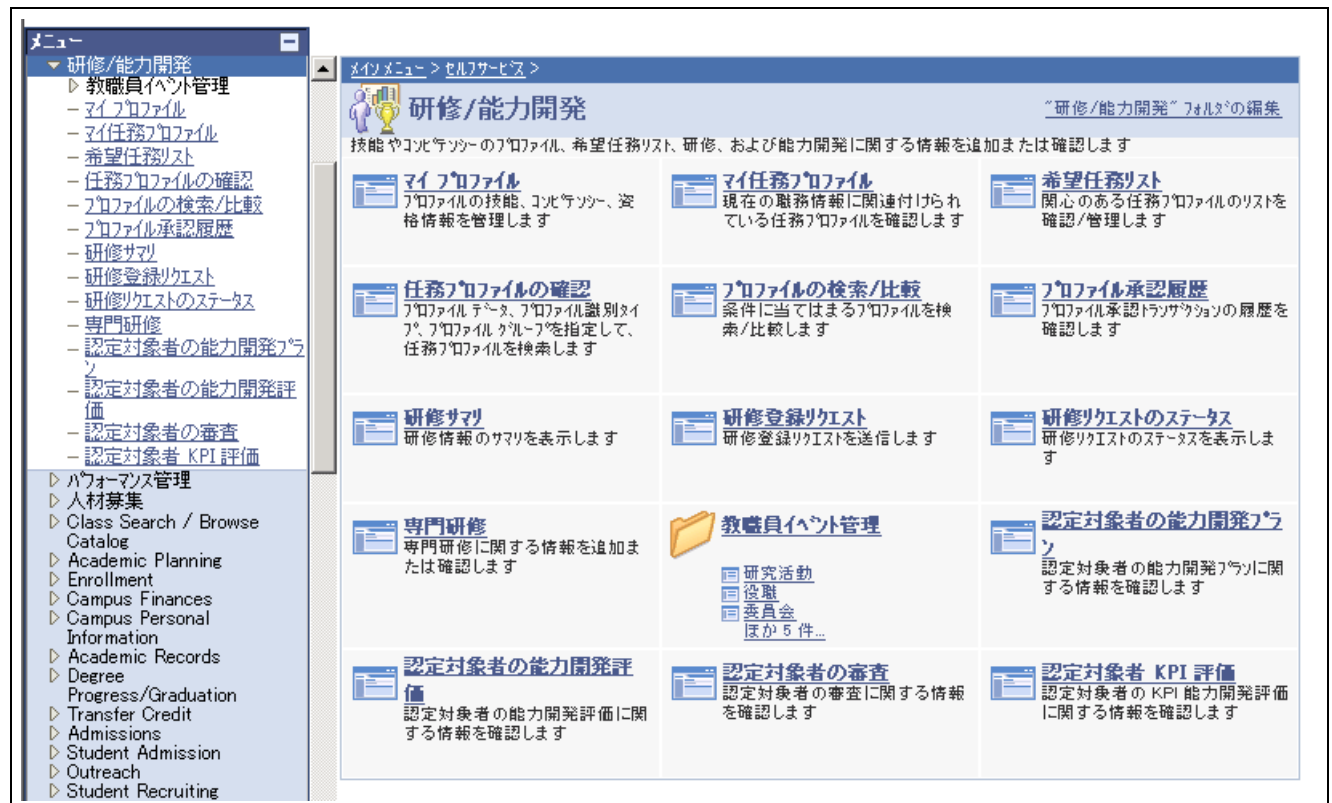 メニュー
研修/能力開発
教職員イベント管理
マイ プロファイル
マイ任務プロファイル
希望任務リスト
任務プロファイルの確認
プロファイルの検索/比較
プロファイル承認履歴
研修サマリ
研修登録リクエスト
研修リクエストのステータス
専門研修
認定対象者の能力開発プラ
ン
認定対象者の能力開発評
価
認定対象者の審査
認定対象者 KPI 評価
パフォーマンス管理
人材募集
Class Search / Browse
Catalog
Academic Planning
Enrollment
Campus Finances
Campus Personal
Information
Academic Records
Degree
Progress/Graduation
Transfer Credit
Admissions
Student Admission
Outreach
Student Recruiting
メイン メニュー > セルフサービス >
研修/能力開発
"研修/能力開発" フォルダの編集
技能やコンピテンシーのプロファイル、希望任務リスト、研修、および能力開発に関する情報を追加または確認します
マイ プロファイル
プロファイルの技能、コンピテンシー、資
格情報を管理します
マイ任務プロファイル
現在の職務情報に関連付けられ
ている任務プロファイルを確認します
希望任務リスト
関心のある任務プロファイルのリストを
確認/管理します
任務プロファイルの確認
プロファイル データ、プロファイル識別タイ
プ、プロファイル グループを指定して、
任務プロファイルを検索します
プロファイルの検索/比較
条件に当てはまるプロファイルを検
索/比較します
プロファイル承認履歴
プロファイル承認トランザクションの履歴を
確認します
研修サマリ
研修情報のサマリを表示します
研修登録リクエスト
研修登録リクエストを送信します
研修リクエストのステータス
研修リクエストのステータスを表示しま
す
専門研修
専門研修に関する情報を追加ま
たは確認します
教職員イベント管理
研究活動
役職
委員会
ほか 5 件...
認定対象者の能力開発プラ
ン
認定対象者の能力開発プランに関
する情報を確認します
認定対象者の能力開発評
価
認定対象者の能力開発評価に関
する情報を確認します
認定対象者の審査
認定対象者の審査に関する情報
を確認します
認定対象者 KPI 評価
認定対象者の KPI 能力開発評価
に関する情報を確認します